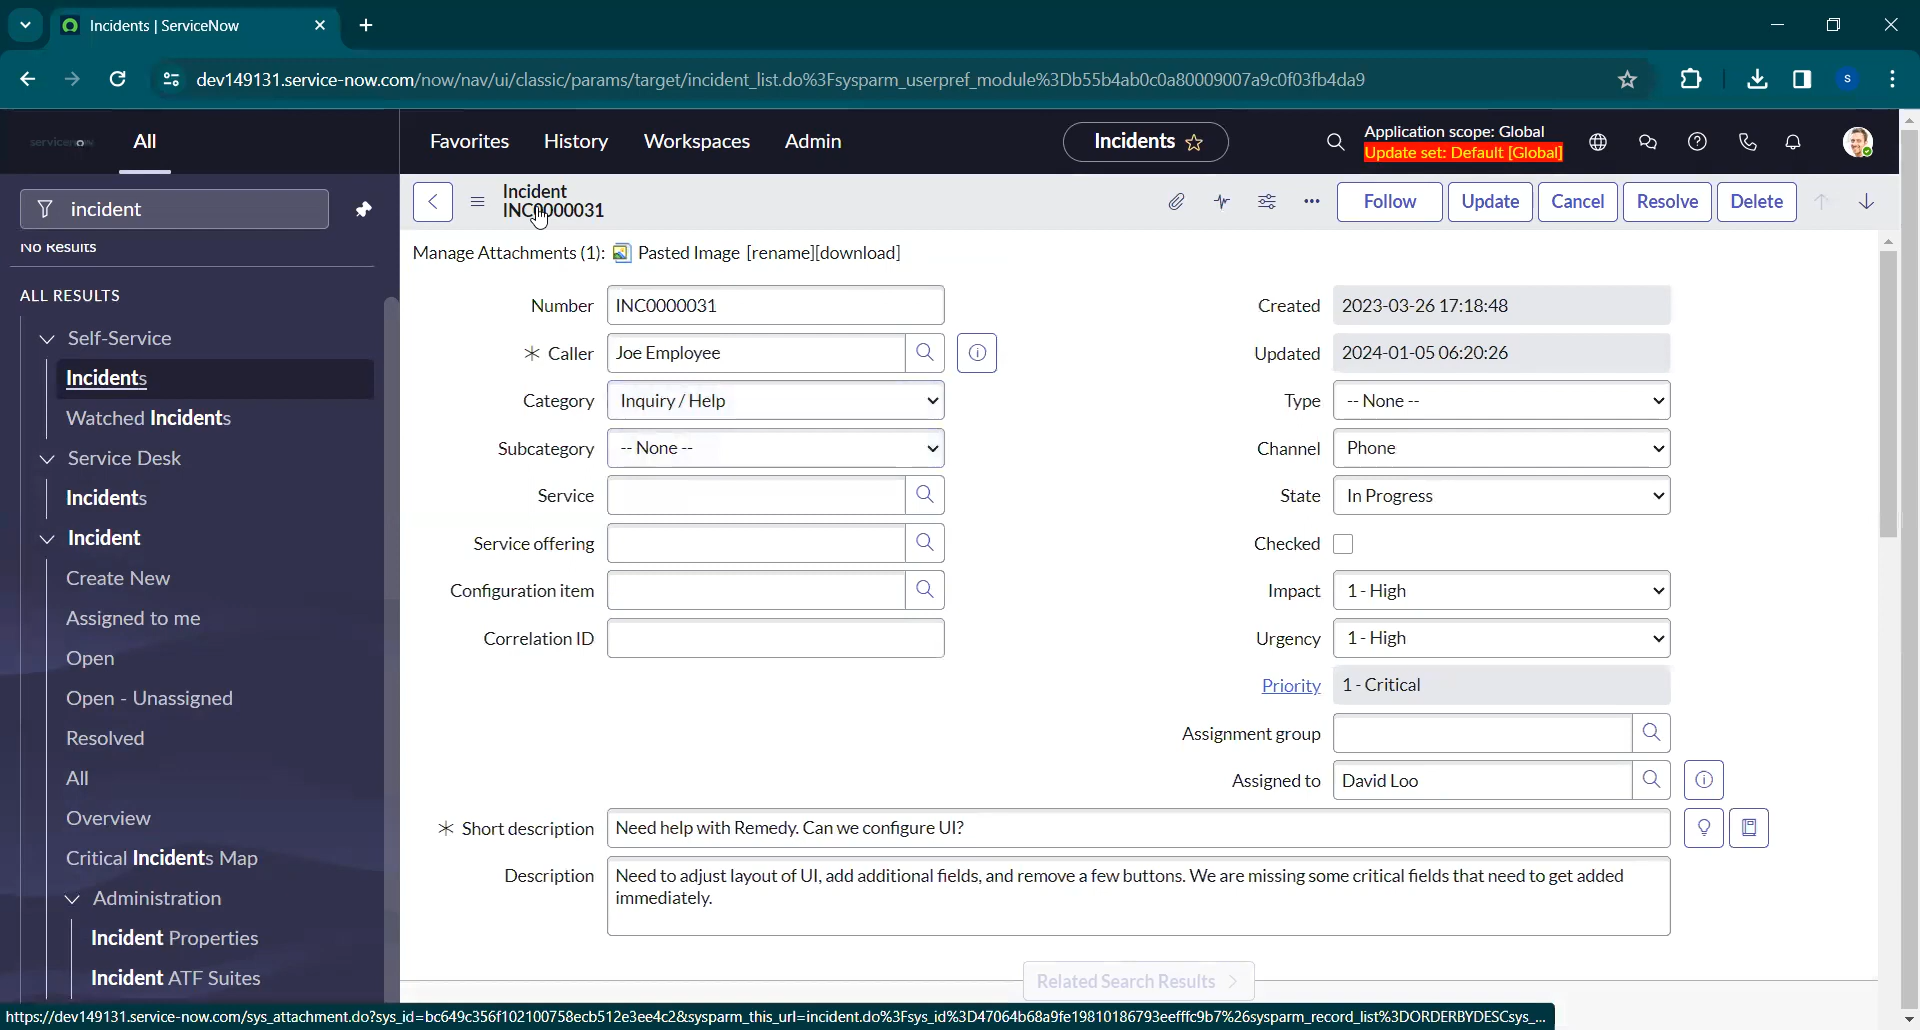 Incidents | ServiceNow
dev149131.service-now.com/now/nav/ui/classic/params/target/incident_list.do%3Fsysparm_userpref_module%3Db55b4ab0c0a80009007a9c0f03fb4da9
S
servicenow
All
Favorites
History
Workspaces
Admin
Incidents
Application scope: Global
Update set: Default [Global]
incident
No Results
ALL RESULTS
Self-Service
Incidents
Watched Incidents
Service Desk
Incidents
Incident
Create New
Assigned to me
Open
Open - Unassigned
Resolved
All
Overview
Critical Incidents Map
Administration
Incident Properties
Incident ATF Suites
Incident
INC0000031
Follow
Update
Cancel
Resolve
Delete
Manage Attachments (1): Pasted Image [rename][download]
Number INC0000031
Caller Joe Employee
Category Inquiry / Help
Subcategory -- None --
Service
Service offering
Configuration item
Correlation ID
Created 2023-03-26 17:18:48
Updated 2024-01-05 06:20:26
Type -- None --
Channel Phone
State In Progress
Checked
Impact 1 - High
Urgency 1 - High
Priority 1 - Critical
Assignment group
Assigned to David Loo
Short description Need help with Remedy. Can we configure UI?
Description Need to adjust layout of UI, add additional fields, and remove a few buttons. We are missing some critical fields that need to get added
immediately.
Related Search Results
https://dev149131.service-now.com/sys_attachment.do?sys_id=bc649c356f102100758ecb512e3ee4c2&sysparm_this_url=incident.do%3Fsys_id%3D47064b68a9fe19810186793eefffc9b7%26sysparm_record_list%3DORDERBYDESCsys_...